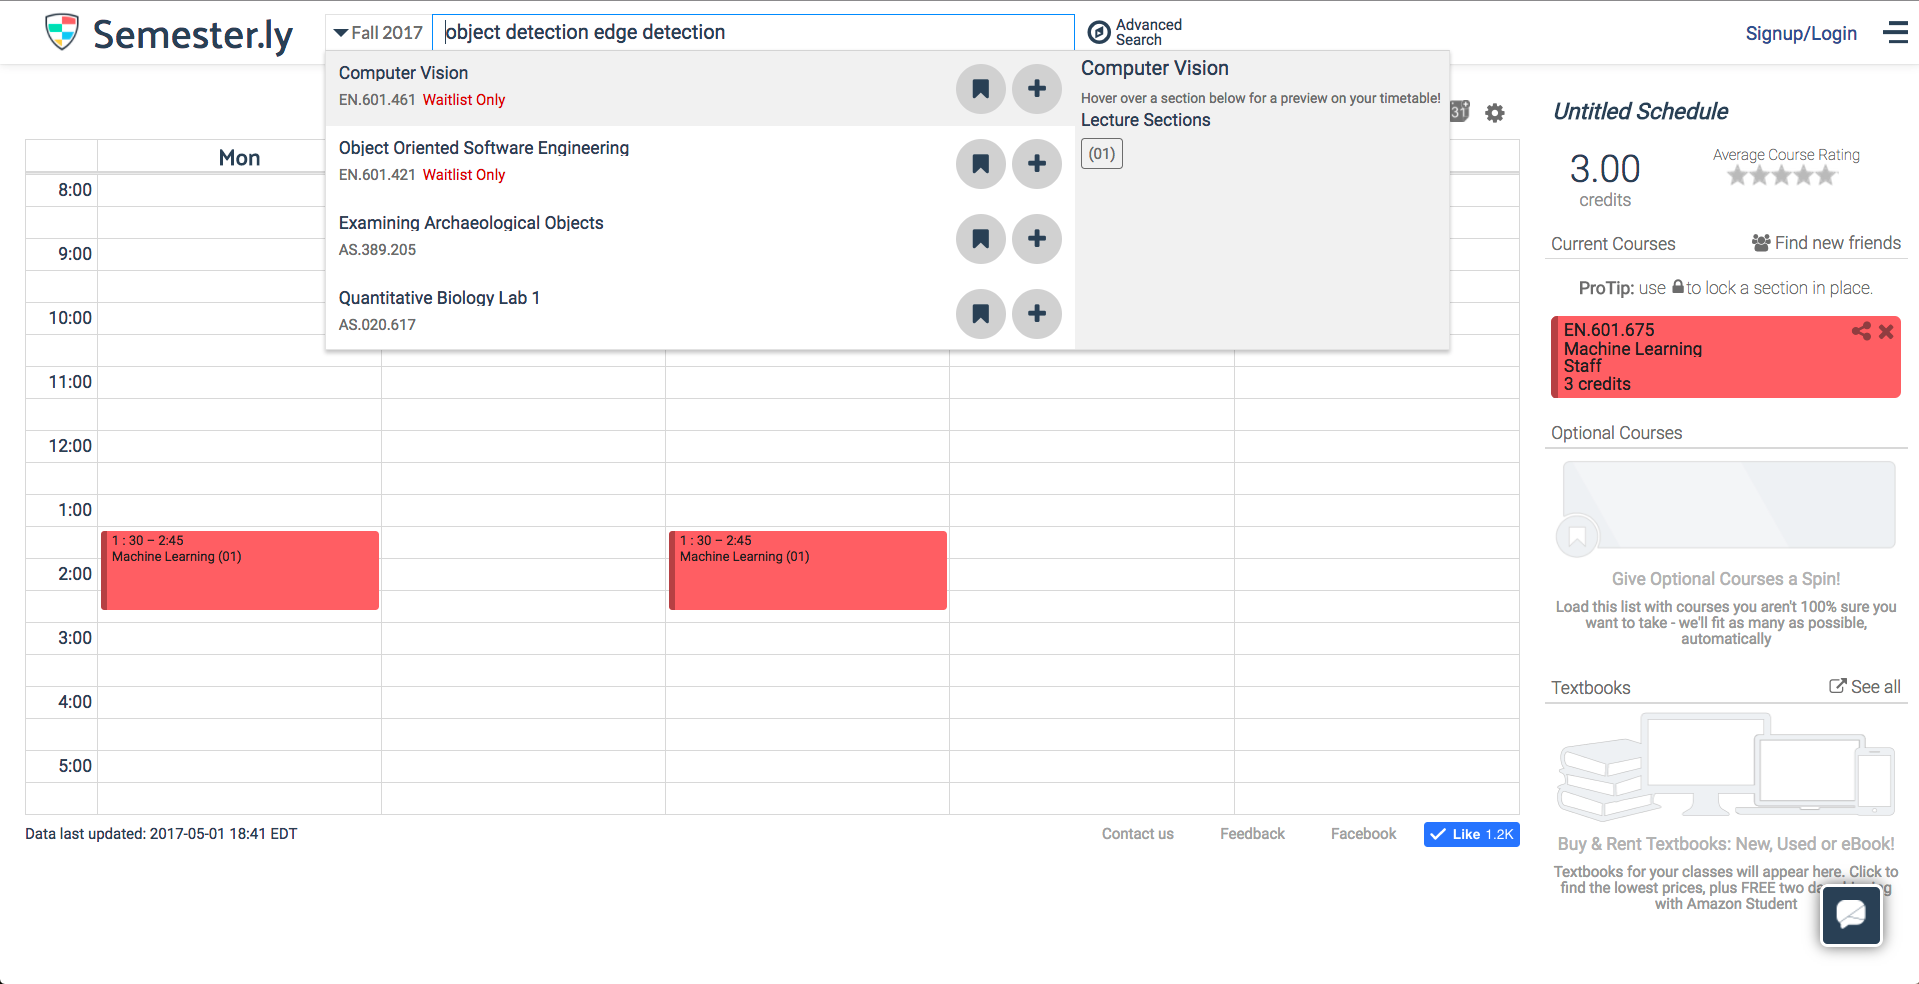 Semester.ly
Fall 2017
object detection edge detection
Advanced
Search
Signup/Login
Computer Vision
EN.601.461 Waitlist Only
Object Oriented Software Engineering
EN.601.421 Waitlist Only
Examining Archaeological Objects
AS.389.205
Quantitative Biology Lab 1
AS.020.617
Computer Vision
Hover over a section below for a preview on your timetable!
Lecture Sections
(01)
31
Mon
8:00
9:00
10:00
11:00
12:00
1:00
2:00
3:00
4:00
5:00
1 : 30 – 2:45
Machine Learning (01)
1 : 30 – 2:45
Machine Learning (01)
Untitled Schedule
3.00
credits
Average Course Rating
Current Courses
Find new friends
ProTip: use to lock a section in place.
EN.601.675
Machine Learning
Staff
3 credits
Optional Courses
Give Optional Courses a Spin!
Load this list with courses you aren't 100% sure you
want to take - we'll fit as many as possible,
automatically
Textbooks
See all
Buy & Rent Textbooks: New, Used or eBook!
Textbooks for your classes will appear here. Click to
find the lowest prices, plus FREE two
with Amazon Student
Data last updated: 2017-05-01 18:41 EDT
Contact us
Feedback
Facebook
Like 1.2K